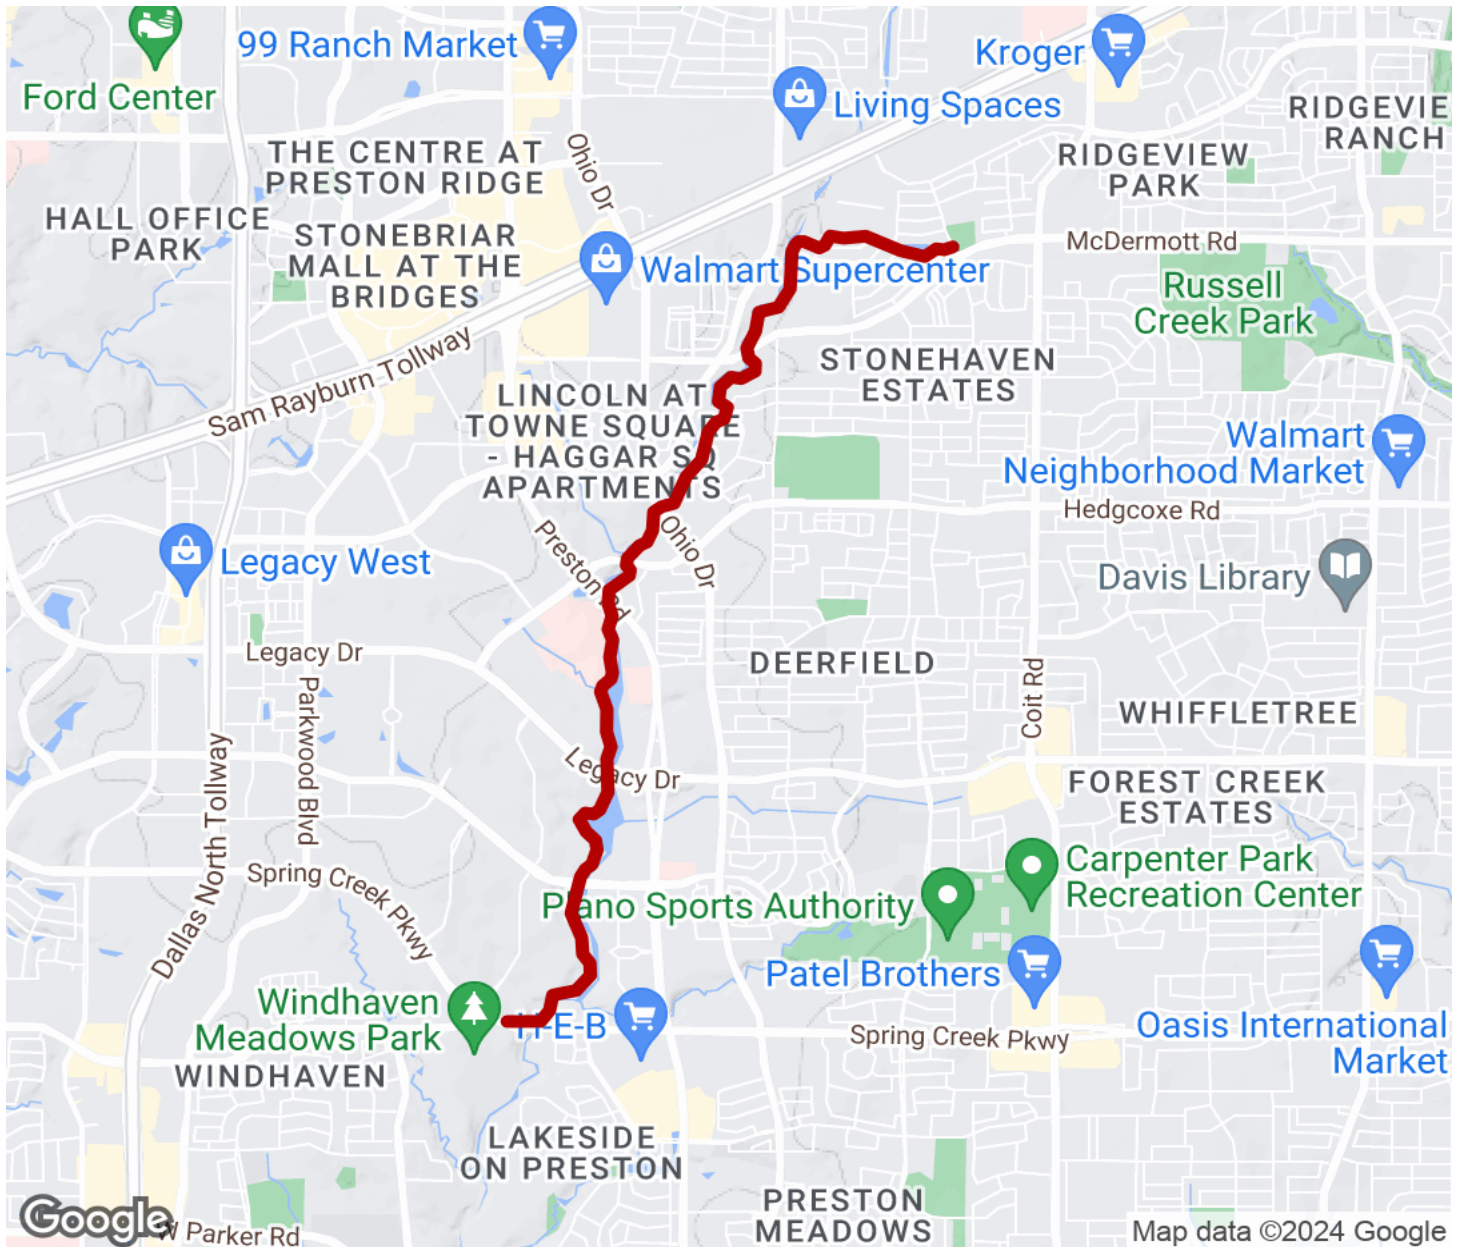 Ford Center
99 Ranch Market
Kroger
Living Spaces
RIDGEVIE
RANCH
THE CENTRE AT
PRESTON RIDGE
Ohio Dr
RIDGEVIEW
PARK
HALL OFFICE
PARK
STONEBRIAR
MALL AT THE
BRIDGES
McDermott Rd
Walmart Supercenter
Russell
Creek Park
Sam Rayburn Tollway
STONEHAVEN
ESTATES
LINCOLN AT
TOWNE SQUARE
- HAGGAR SQ
APARTMENTS
Walmart
Neighborhood Market
Hedgcoxe Rd
Preston Rd
Ohio Dr
Legacy West
Davis Library
Legacy Dr
DEERFIELD
Parkwood Blvd
Coit Rd
WHIFFLETREE
Dallas North Tollway
Legacy Dr
FOREST CREEK
ESTATES
Spring Creek Pkwy
Carpenter Park
Recreation Center
Plano Sports Authority
Patel Brothers
Windhaven
Meadows Park
H-E-B
Spring Creek Pkwy
Oasis International
Market
WINDHAVEN
LAKESIDE
ON PRESTON
PRESTON
MEADOWS
Google
W Parker Rd
Map data ©2024 Google